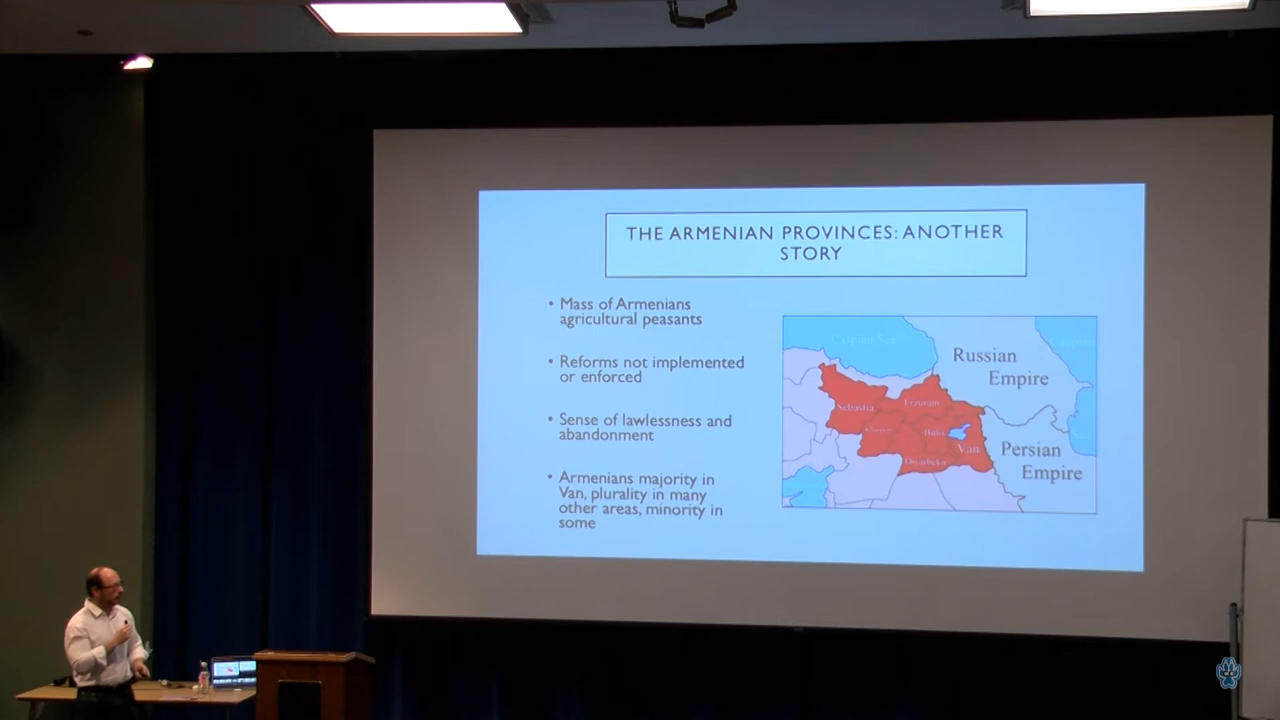 THE ARMENIAN PROVINCES: ANOTHER
STORY
• Mass of Armenians
agricultural peasants
• Reforms not implemented
or enforced
• Sense of lawlessness and
abandonment
• Armenians majority in
Van, plurality in many
other areas, minority in
some
Caspian Sea
Russian
Empire
Sebastia
Erzurum
Bitlis
Van
Diyarbekir
Persian
Empire